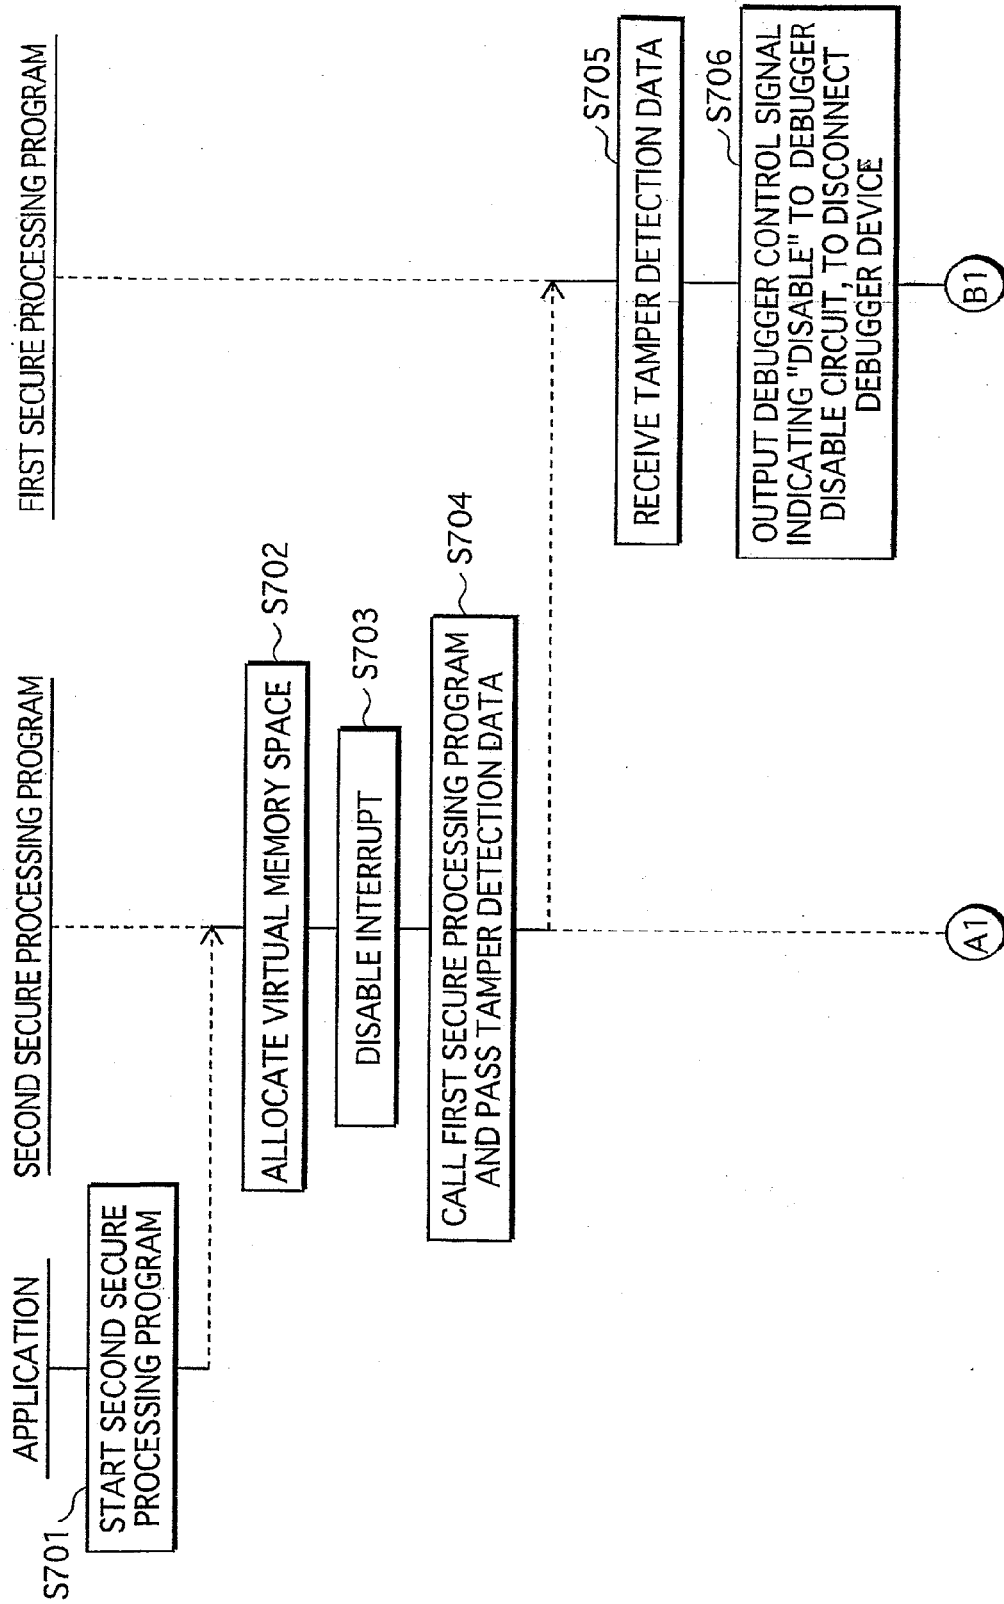 APPLICATION
SECOND SECURE PROCESSING PROGRAM
FIRST SECURE PROCESSING PROGRAM
S701
START SECOND SECURE
PROCESSING PROGRAM
S702
ALLOCATE VIRTUAL MEMORY SPACE
S703
DISABLE INTERRUPT
S704
CALL FIRST SECURE PROCESSING PROGRAM
AND PASS TAMPER DETECTION DATA
S705
RECEIVE TAMPER DETECTION DATA
S706
OUTPUT DEBUGGER CONTROL SIGNAL
INDICATING "DISABLE" TO DEBUGGER
DISABLE CIRCUIT, TO DISCONNECT
DEBUGGER DEVICE
A1
B1